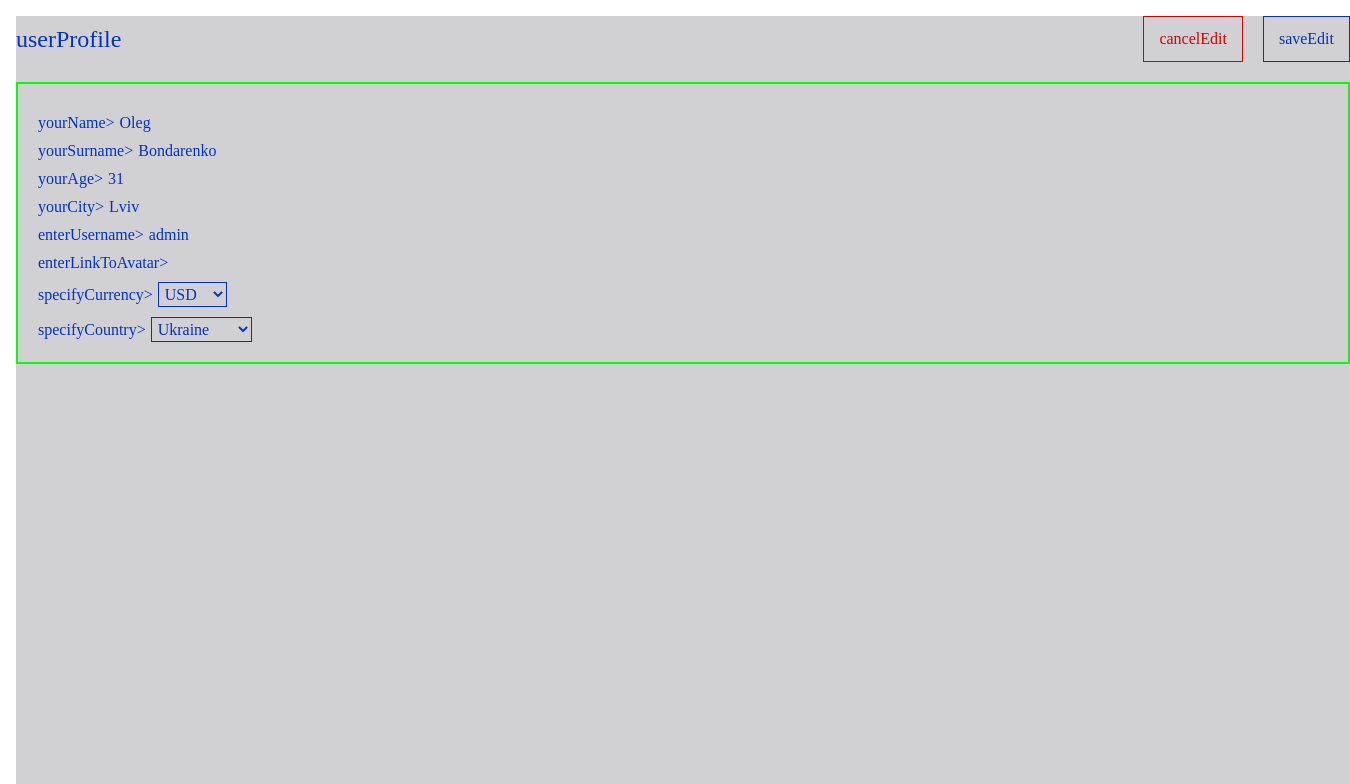 userProfile
cancelEdit
saveEdit
yourName> Oleg
yourSurname> Bondarenko
yourAge> 31
yourCity> Lviv
enterUsername> admin
enterLinkToAvatar>
specifyCurrency> USD
specifyCountry> Ukraine